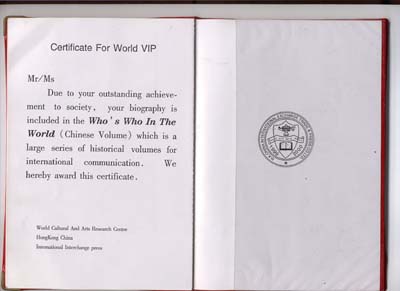 Certificate For World VIP
Mr/Ms
Due to your outstanding achieve-
ment to society, your biography is
included in the Who's Who In The
World (Chinese Volume) which is a
large series of historical volumes for
international communication. We
hereby award this certificate.
World Cultural And Arts Research Center
HongKong China
International Interchange press